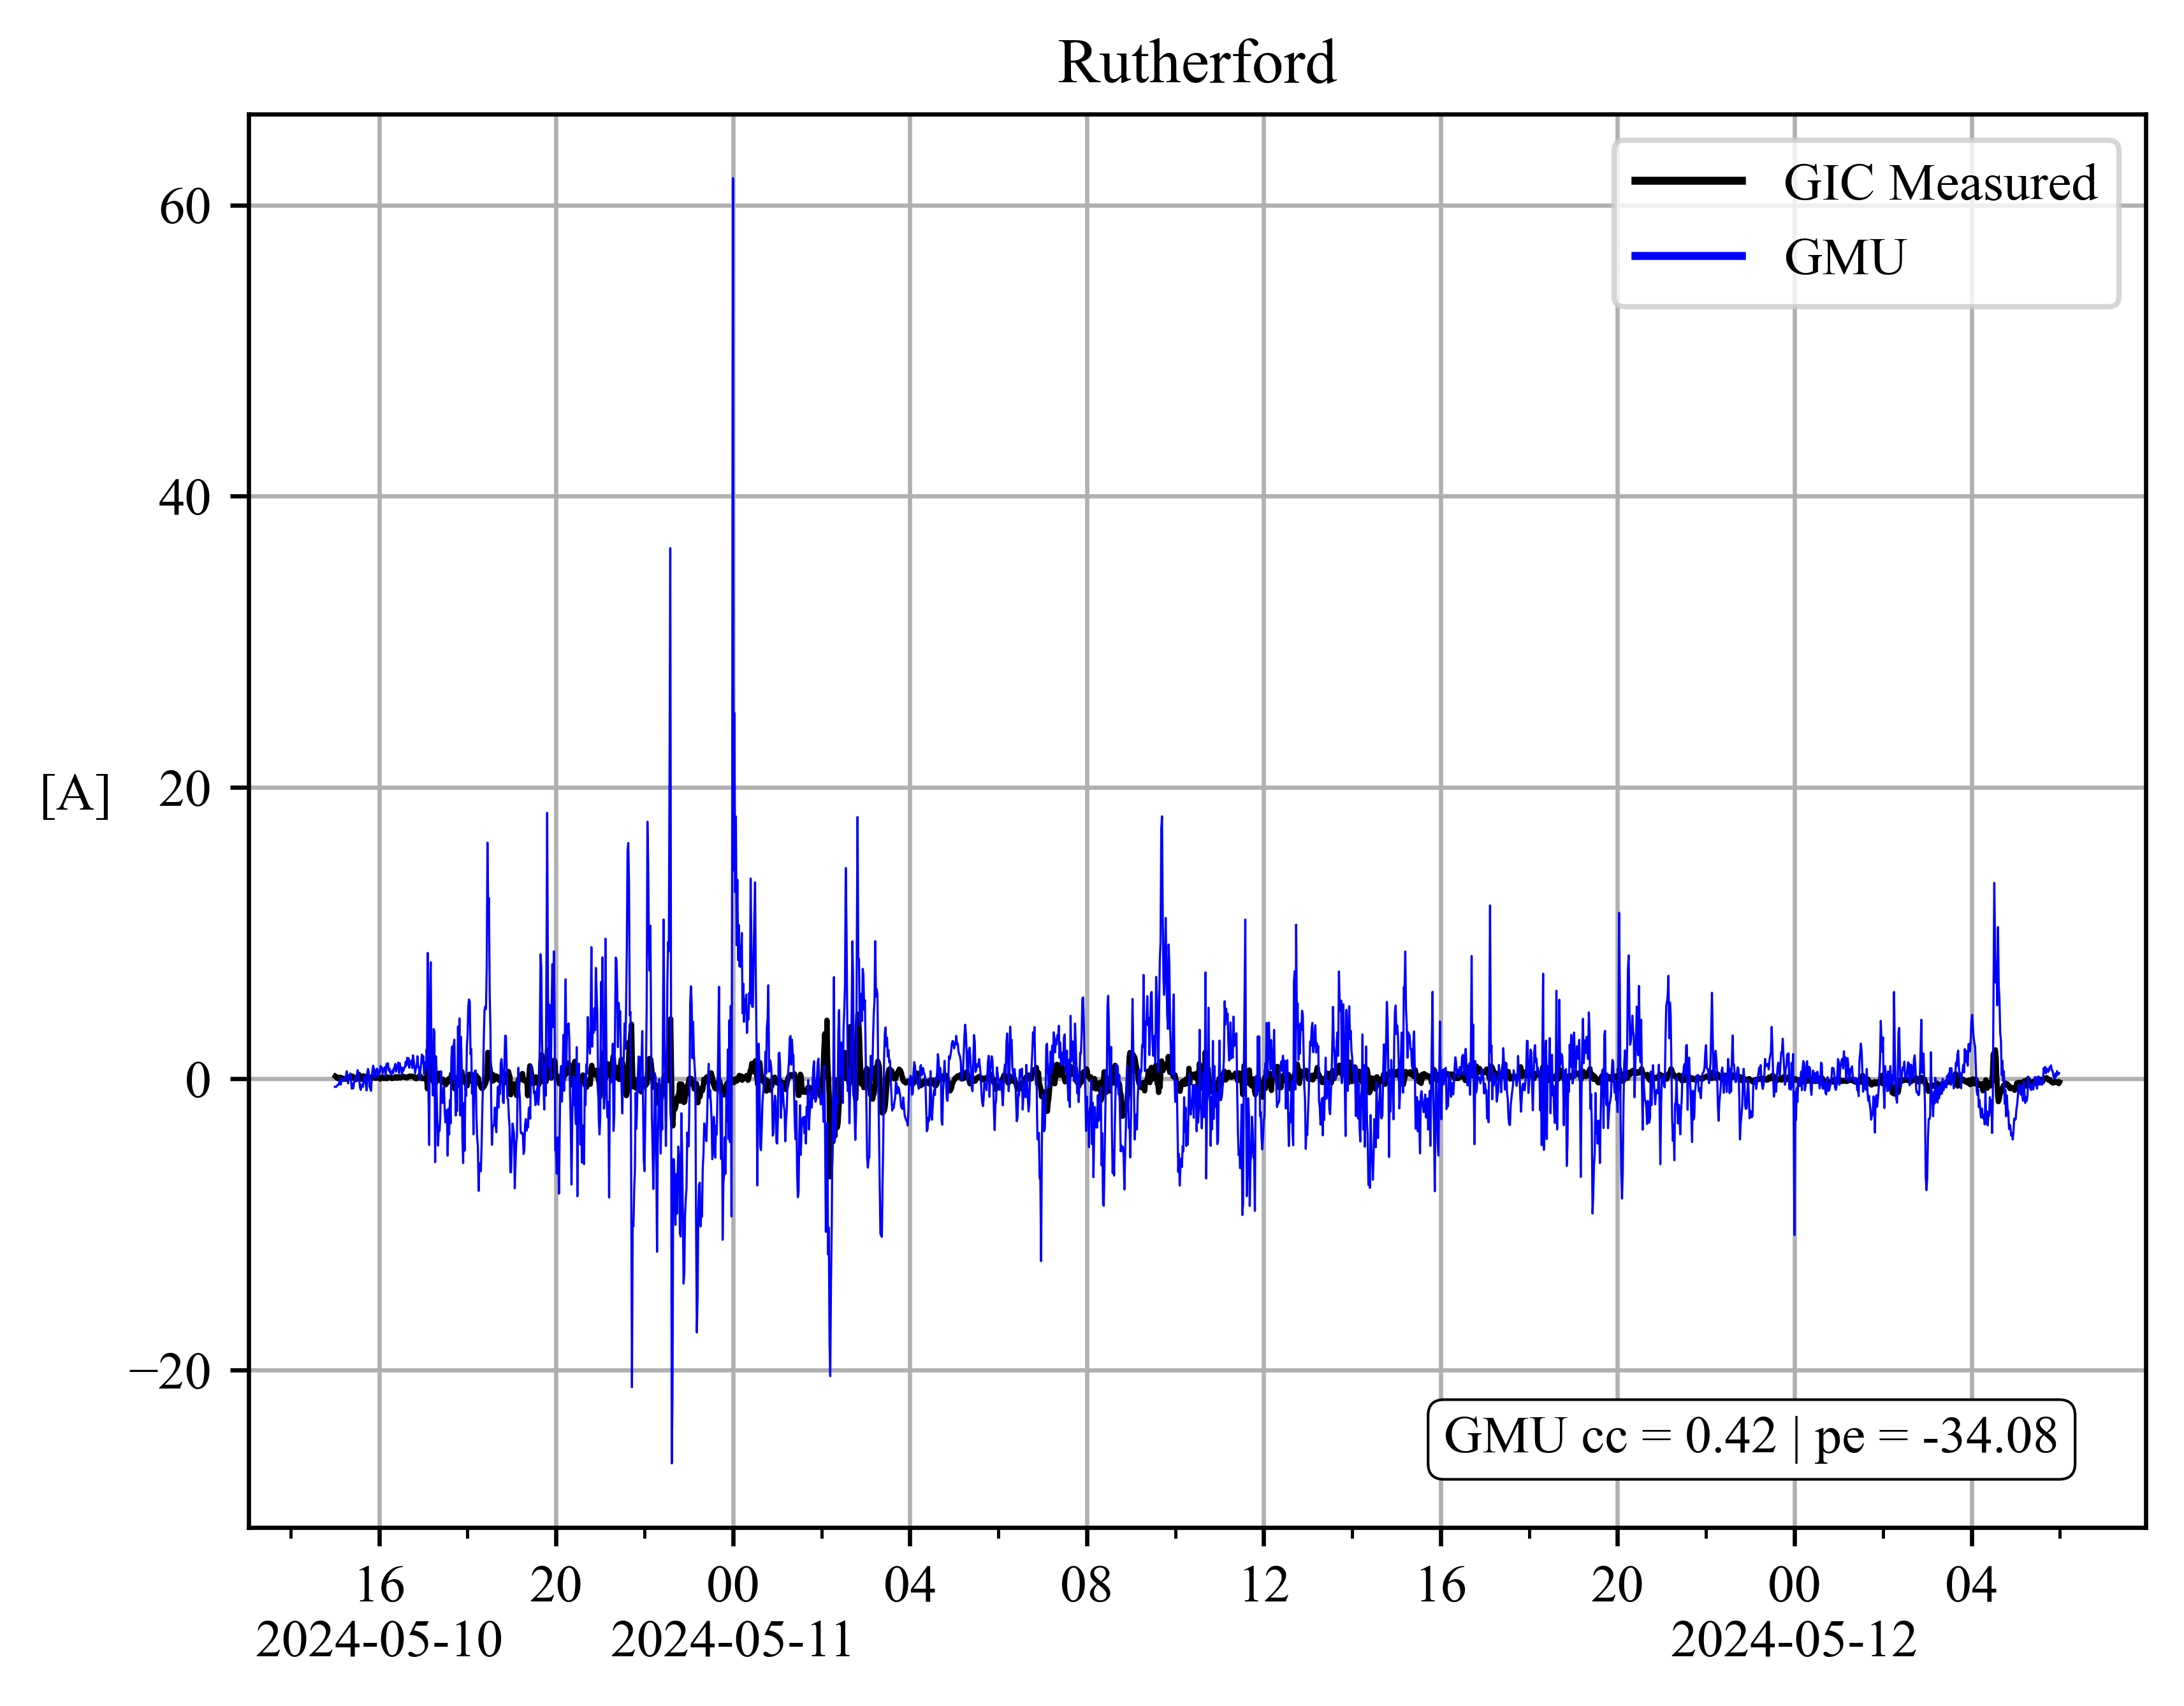 Rutherford
GIC Measured
GMU
60
40
20
0
−20
[A]
GMU cc = 0.42 | pe = -34.08
16 20 00 04 08 12 16 20 00 04
2024-05-10 2024-05-11 2024-05-12